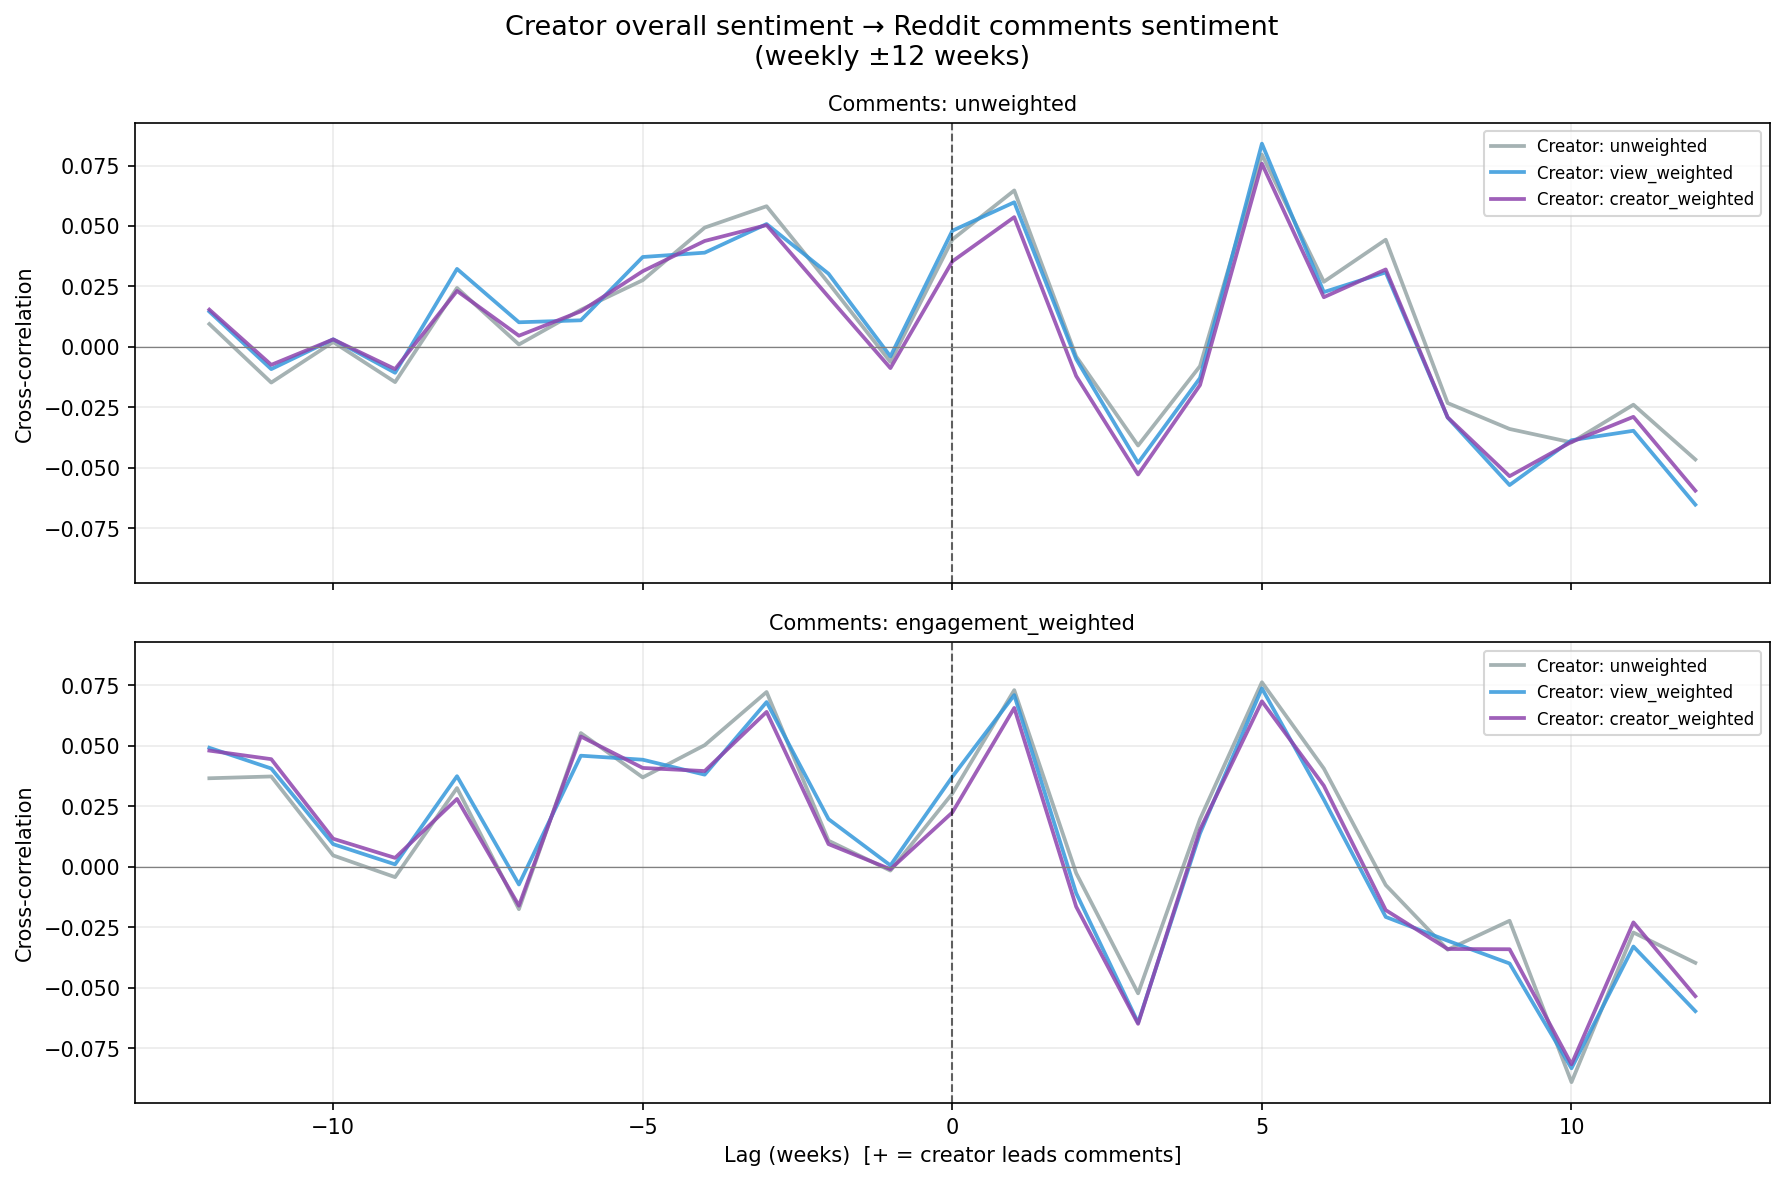 Creator overall sentiment → Reddit comments sentiment
(weekly ±12 weeks)
Comments: unweighted
Cross-correlation
0.075
0.050
0.025
0.000
−0.025
−0.050
−0.075
Creator: unweighted
Creator: view_weighted
Creator: creator_weighted
Comments: engagement_weighted
Cross-correlation
0.075
0.050
0.025
0.000
−0.025
−0.050
−0.075
Creator: unweighted
Creator: view_weighted
Creator: creator_weighted
−10 −5 0 5 10
Lag (weeks) [+ = creator leads comments]